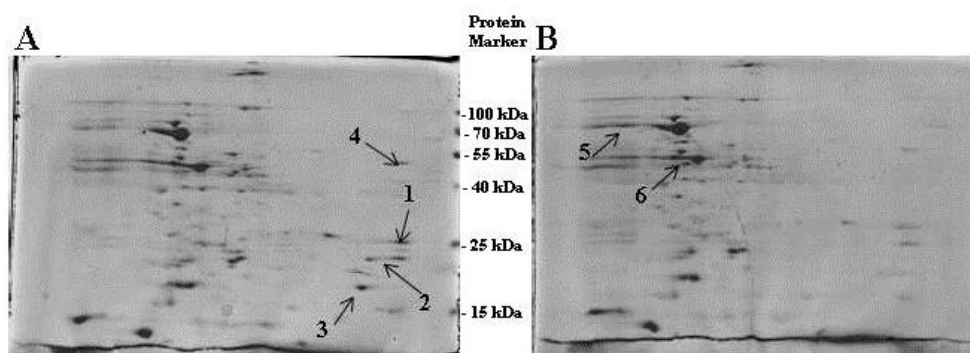 A
Protein
Marker
B
- 100 kDa
- 70 kDa
- 55 kDa
- 40 kDa
- 25 kDa
- 15 kDa
4
1
2
3
5
6